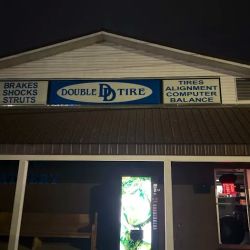 BRAKES
SHOCKS
STRUTS
DOUBLE DD TIRE
TIRES
ALIGNMENT
COMPUTER
BALANCE